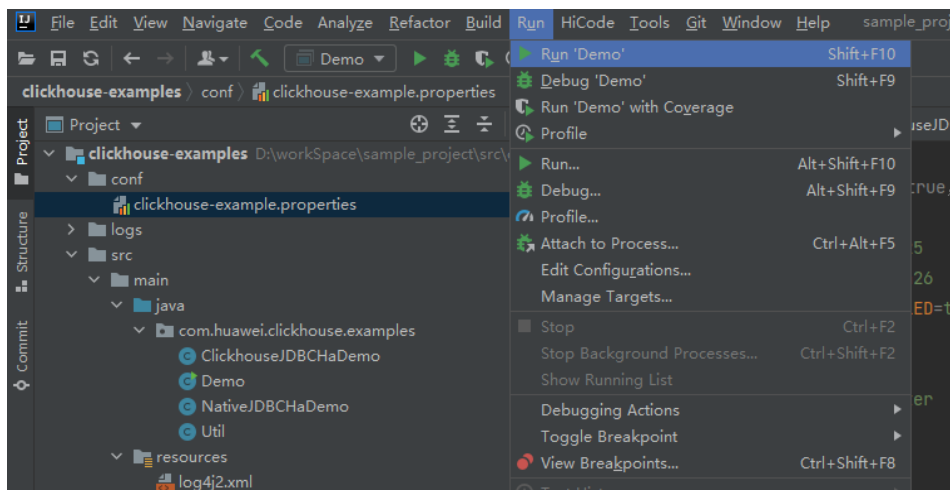 File Edit View Navigate Code Analyze Refactor Build Run HiCode Tools Git Window Help sample_proj
Demo
Run 'Demo' Shift+F10
Debug 'Demo' Shift+F9
clickhouse-examples conf clickhouse-example.properties
Run 'Demo' with Coverage
Project
Project
Profile
useJD
clickhouse-examples D:\workSpace\sample_project\src\
Run... Alt+Shift+F10
conf
Debug... Alt+Shift+F9
true,
clickhouse-example.properties
Profile...
logs
Attach to Process... Ctrl+Alt+F5
5
Structure
src
Edit Configurations...
26
main
Manage Targets...
ED=t
java
Stop Ctrl+F2
com.huawei.clickhouse.examples
Stop Background Processes... Ctrl+Shift+F2
ClickhouseJDBCHaDemo
Commit
Show Running List
Demo
NativeJDBCHaDemo
Debugging Actions
er
Util
Toggle Breakpoint
resources
View Breakpoints... Ctrl+Shift+F8
log4j2.xml